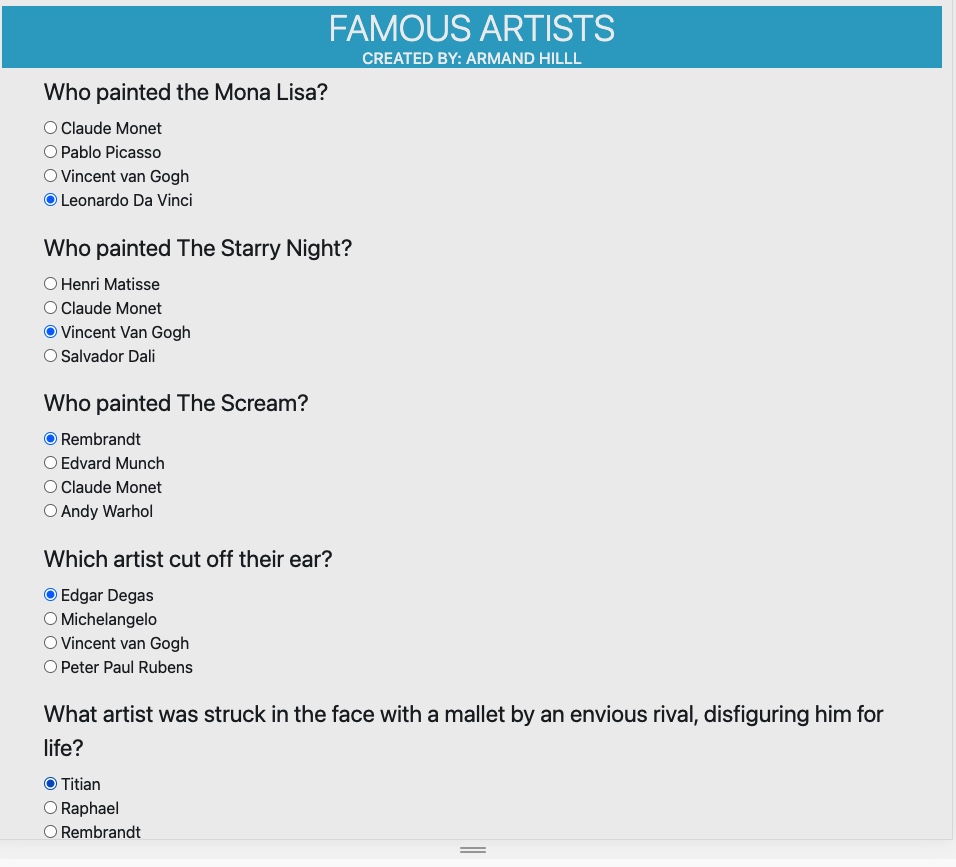 FAMOUS ARTISTS
CREATED BY: ARMAND HILLL
Who painted the Mona Lisa?
Claude Monet
Pablo Picasso
Vincent van Gogh
Leonardo Da Vinci
Who painted The Starry Night?
Henri Matisse
Claude Monet
Vincent Van Gogh
Salvador Dali
Who painted The Scream?
Rembrandt
Edvard Munch
Claude Monet
Andy Warhol
Which artist cut off their ear?
Edgar Degas
Michelangelo
Vincent van Gogh
Peter Paul Rubens
What artist was struck in the face with a mallet by an envious rival, disfiguring him for
life?
Titian
Raphael
Rembrandt